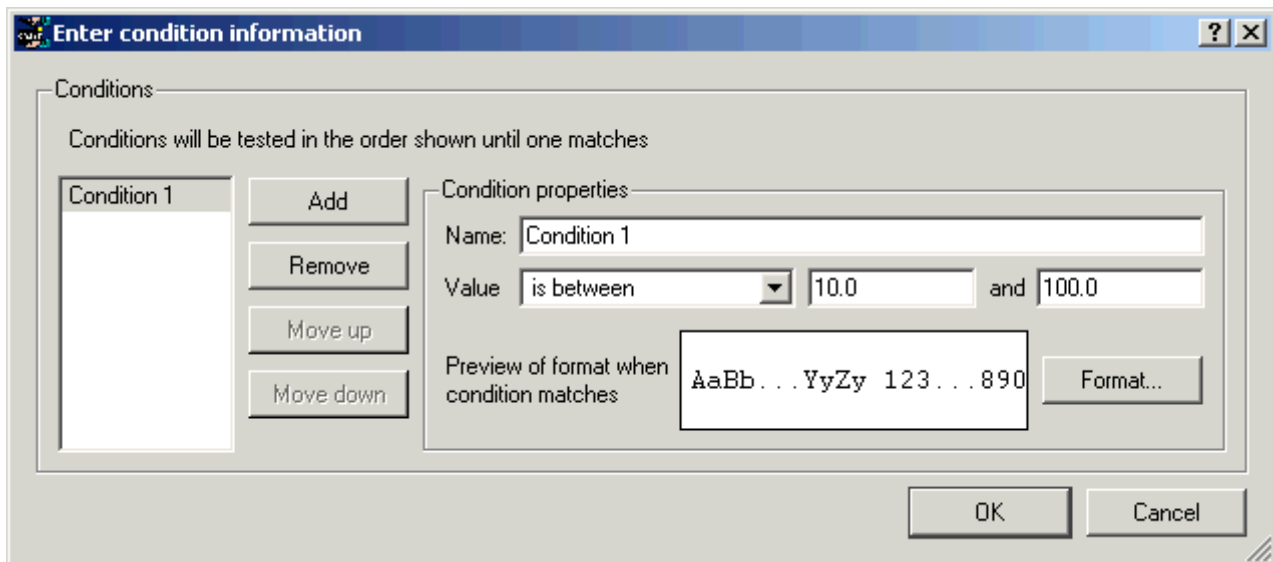 Enter condition information
Conditions
Conditions will be tested in the order shown until one matches
Condition 1
Add
Remove
Move up
Move down
Condition properties
Name: Condition 1
Value is between 10.0 and 100.0
Preview of format when
condition matches
AaBb...YyZy 123...890
Format...
OK Cancel